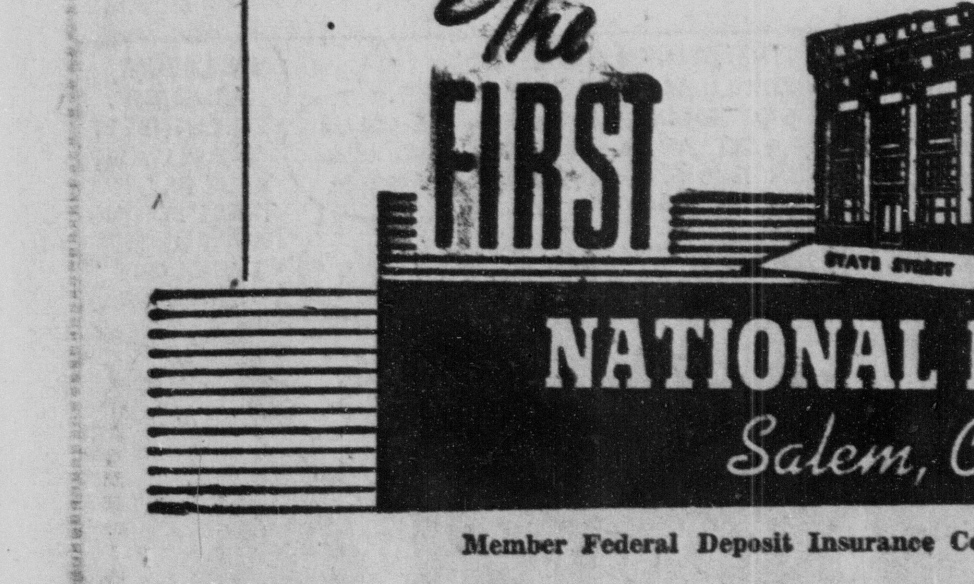 The
FIRST
STATE STREET
NATIONAL
Salem,
Member Federal Deposit Insurance